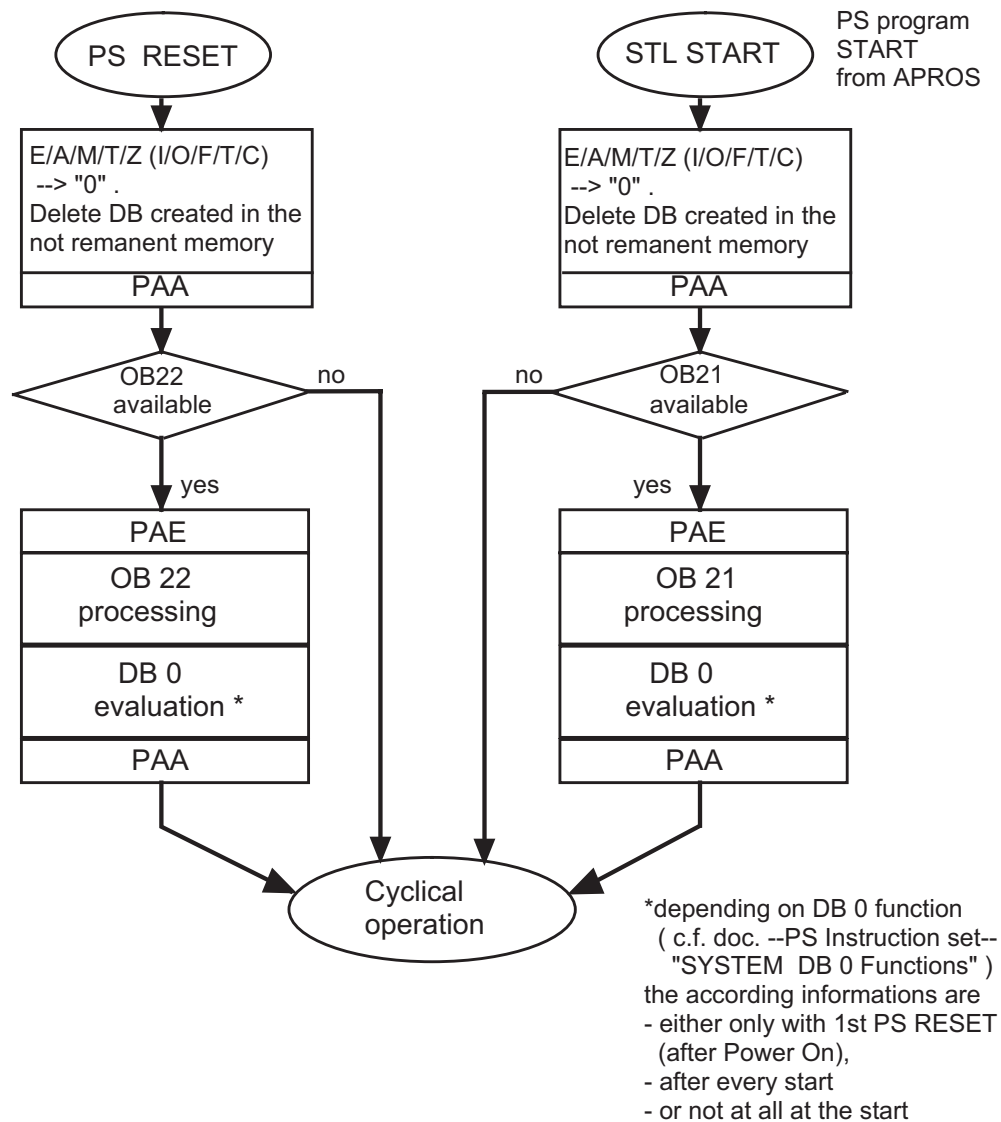 PS RESET
E/A/M/T/Z (I/O/F/T/C)
--> "0" .
Delete DB created in the
not remanent memory
PAA
OB22
available
no
yes
PAE
OB 22
processing
DB 0
evaluation *
PAA
STL START
PS program
START
from APROS
E/A/M/T/Z (I/O/F/T/C)
--> "0" .
Delete DB created in the
not remanent memory
PAA
OB21
available
no
yes
PAE
OB 21
processing
DB 0
evaluation *
PAA
Cyclical
operation
*depending on DB 0 function
( c.f. doc. --PS Instruction set--
"SYSTEM DB 0 Functions" )
the according informations are
- either only with 1st PS RESET
(after Power On),
- after every start
- or not at all at the start